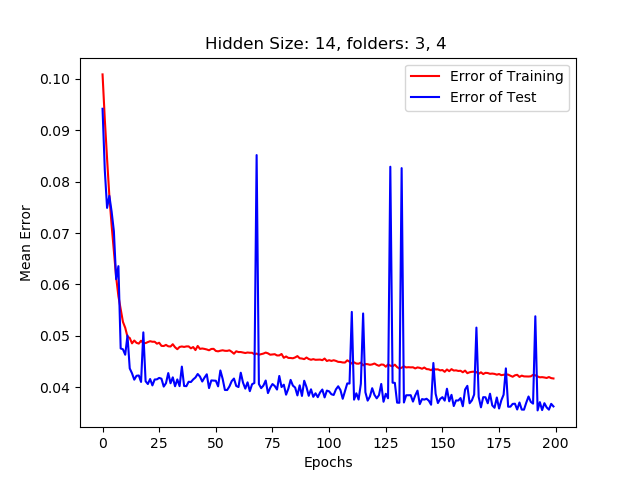 Hidden Size: 14, folders: 3, 4
Error of Training
Error of Test
Mean Error
0.10
0.09
0.08
0.07
0.06
0.05
0.04
0 25 50 75 100 125 150 175 200
Epochs